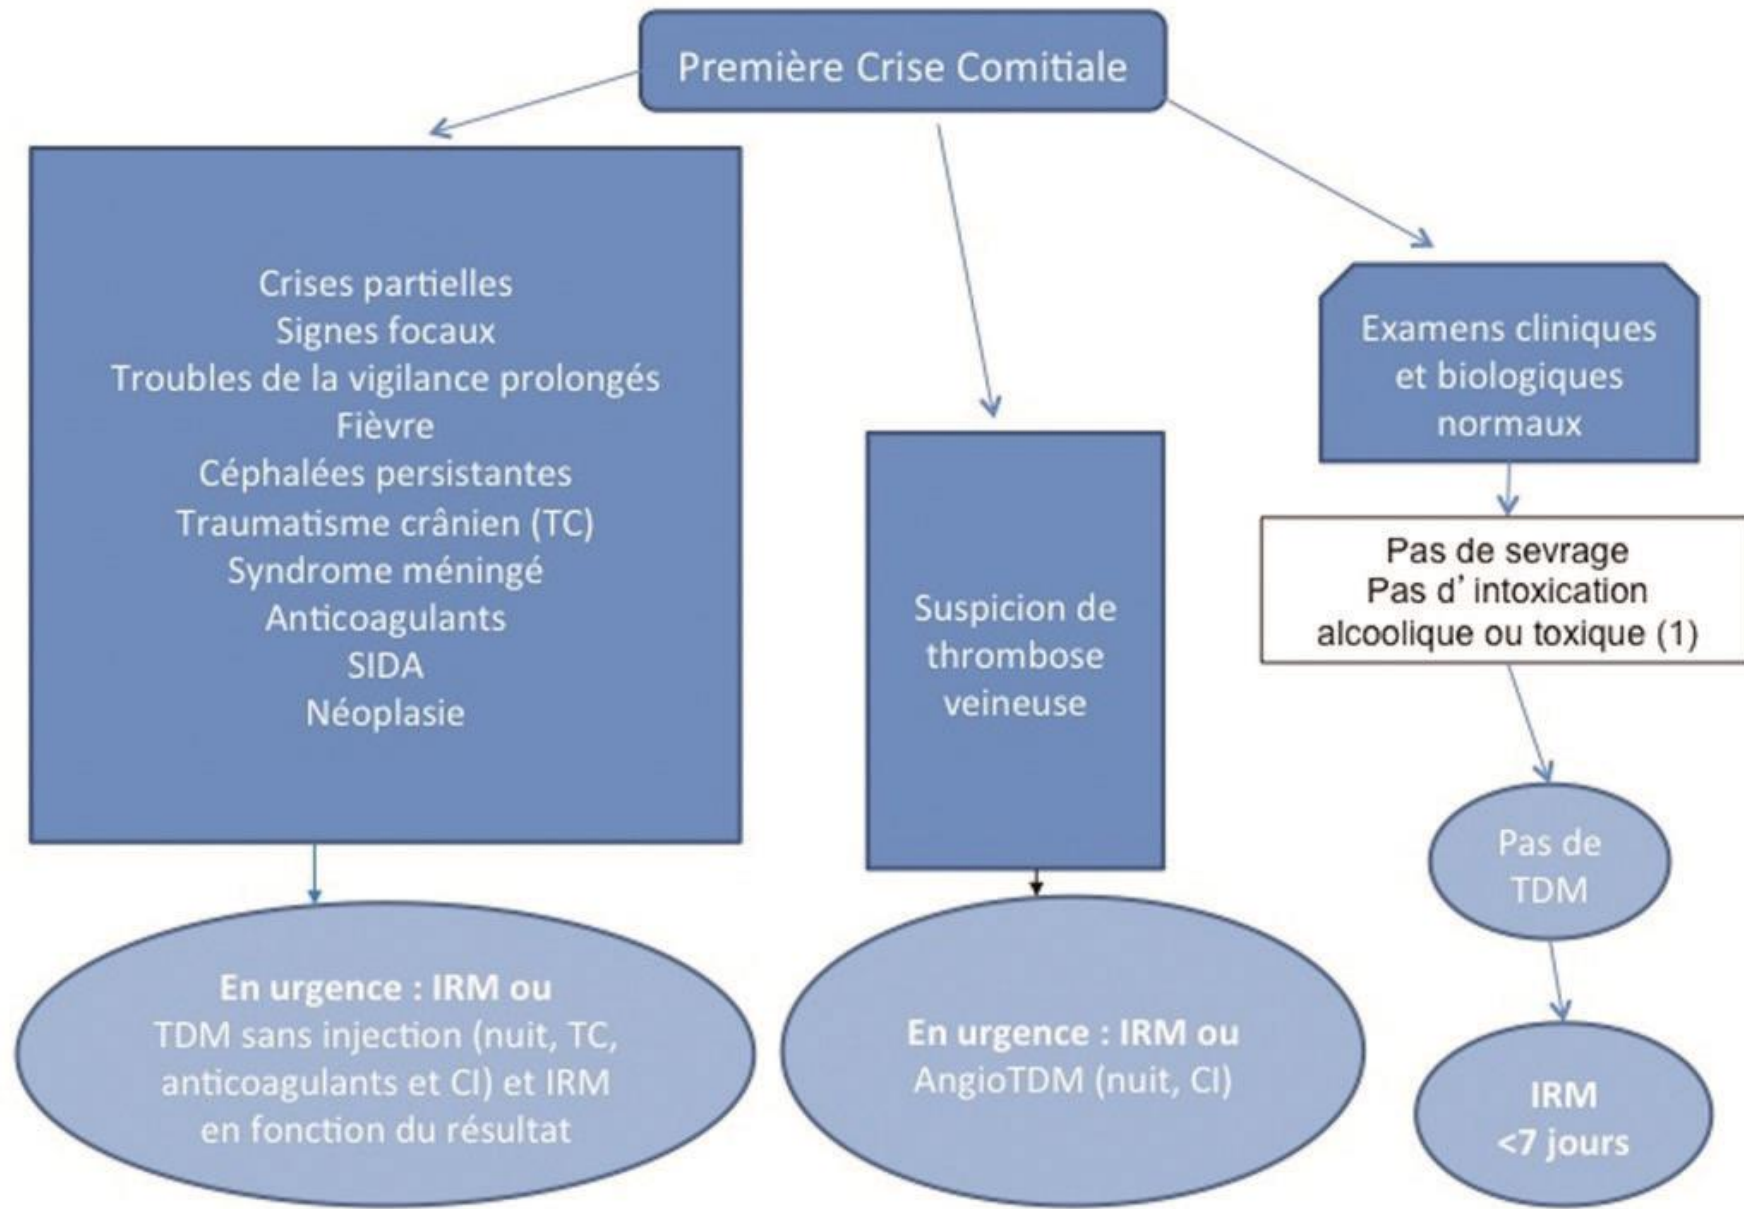 Première Crise Comitiale
Crises partielles
Signes focaux
Troubles de la vigilance prolongés
Fièvre
Céphalées persistantes
Traumatisme crânien (TC)
Syndrome méningé
Anticoagulants
SIDA
Néoplasie
En urgence : IRM ou
TDM sans injection (nuit, TC,
anticoagulants et CI) et IRM
en fonction du résultat
Suspicion de
thrombose
veineuse
En urgence : IRM ou
AngioTDM (nuit, CI)
Examens cliniques
et biologiques
normaux
Pas de sevrage
Pas d’ intoxication
alcoolique ou toxique (1)
Pas de
TDM
IRM
<7 jours